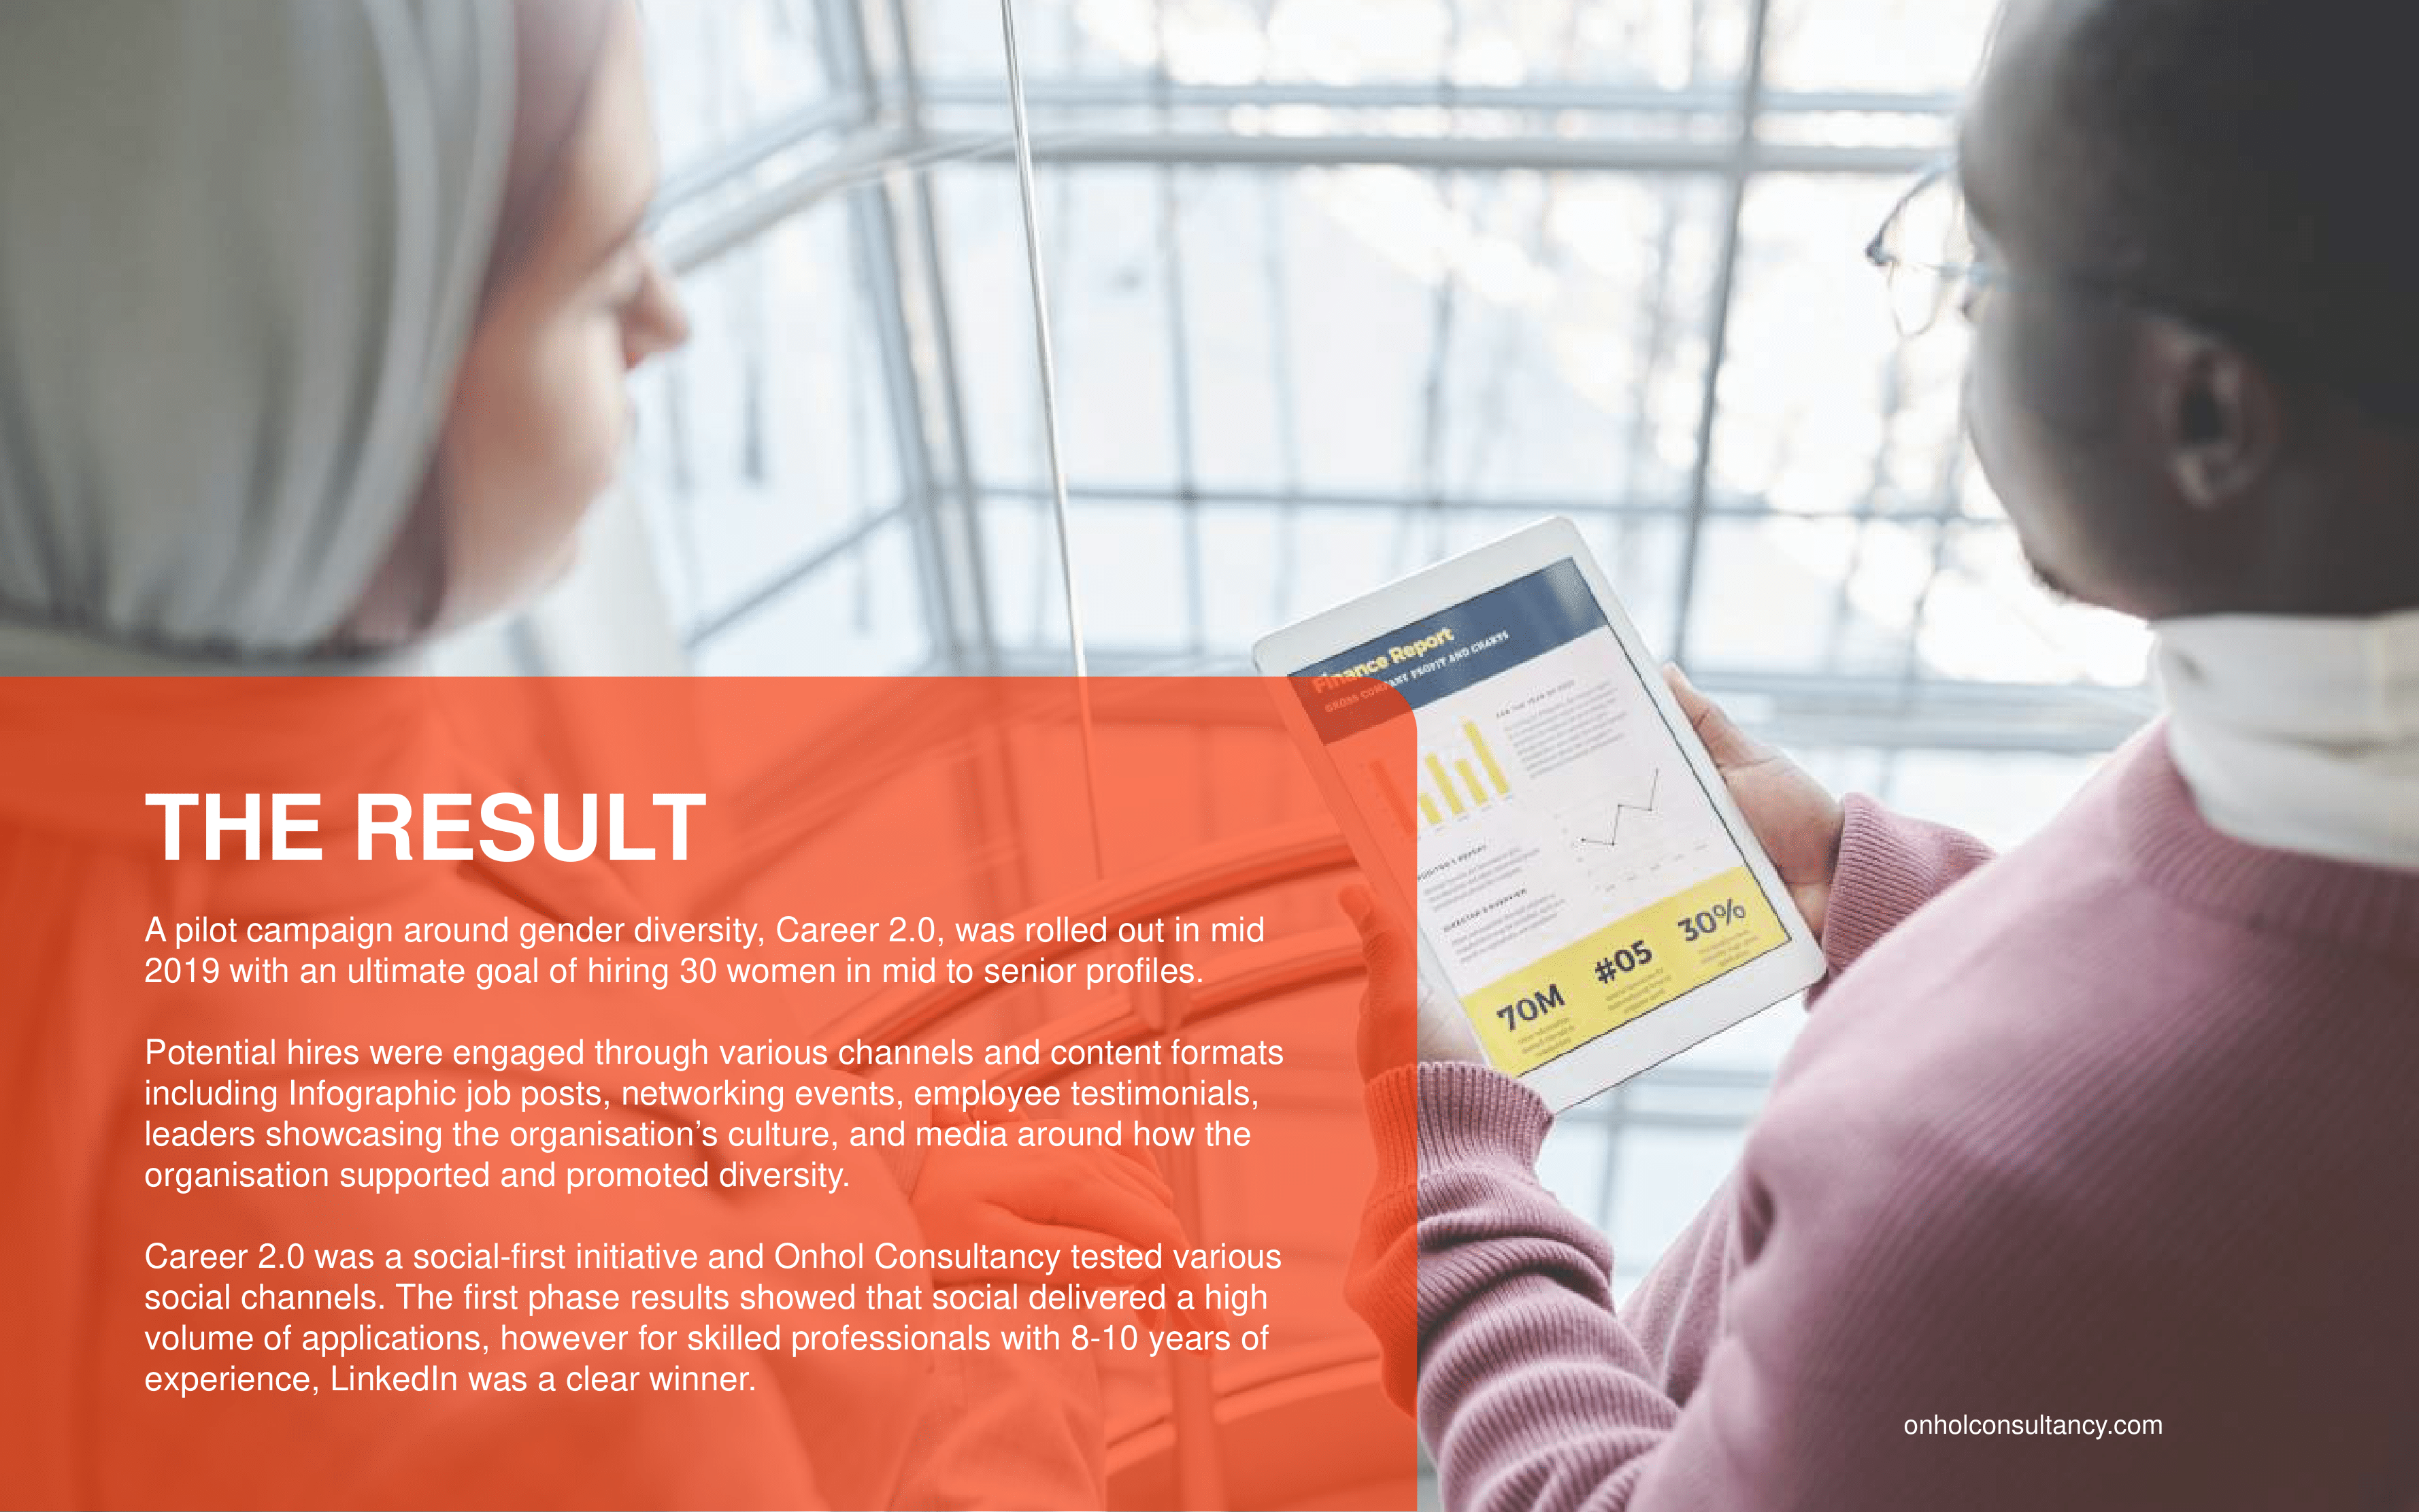 THE RESULT
A pilot campaign around gender diversity, Career 2.0, was rolled out in mid
2019 with an ultimate goal of hiring 30 women in mid to senior profiles.
Potential hires were engaged through various channels and content formats
including Infographic job posts, networking events, employee testimonials,
leaders showcasing the organisation’s culture, and media around how the
organisation supported and promoted diversity.
Career 2.0 was a social-first initiative and Onhol Consultancy tested various
social channels. The first phase results showed that social delivered a high
volume of applications, however for skilled professionals with 8-10 years of
experience, LinkedIn was a clear winner.
Finance Report
GROSS COMPANY PROFIT AND CHARTS
70M
#05
30%
onholconsultancy.com